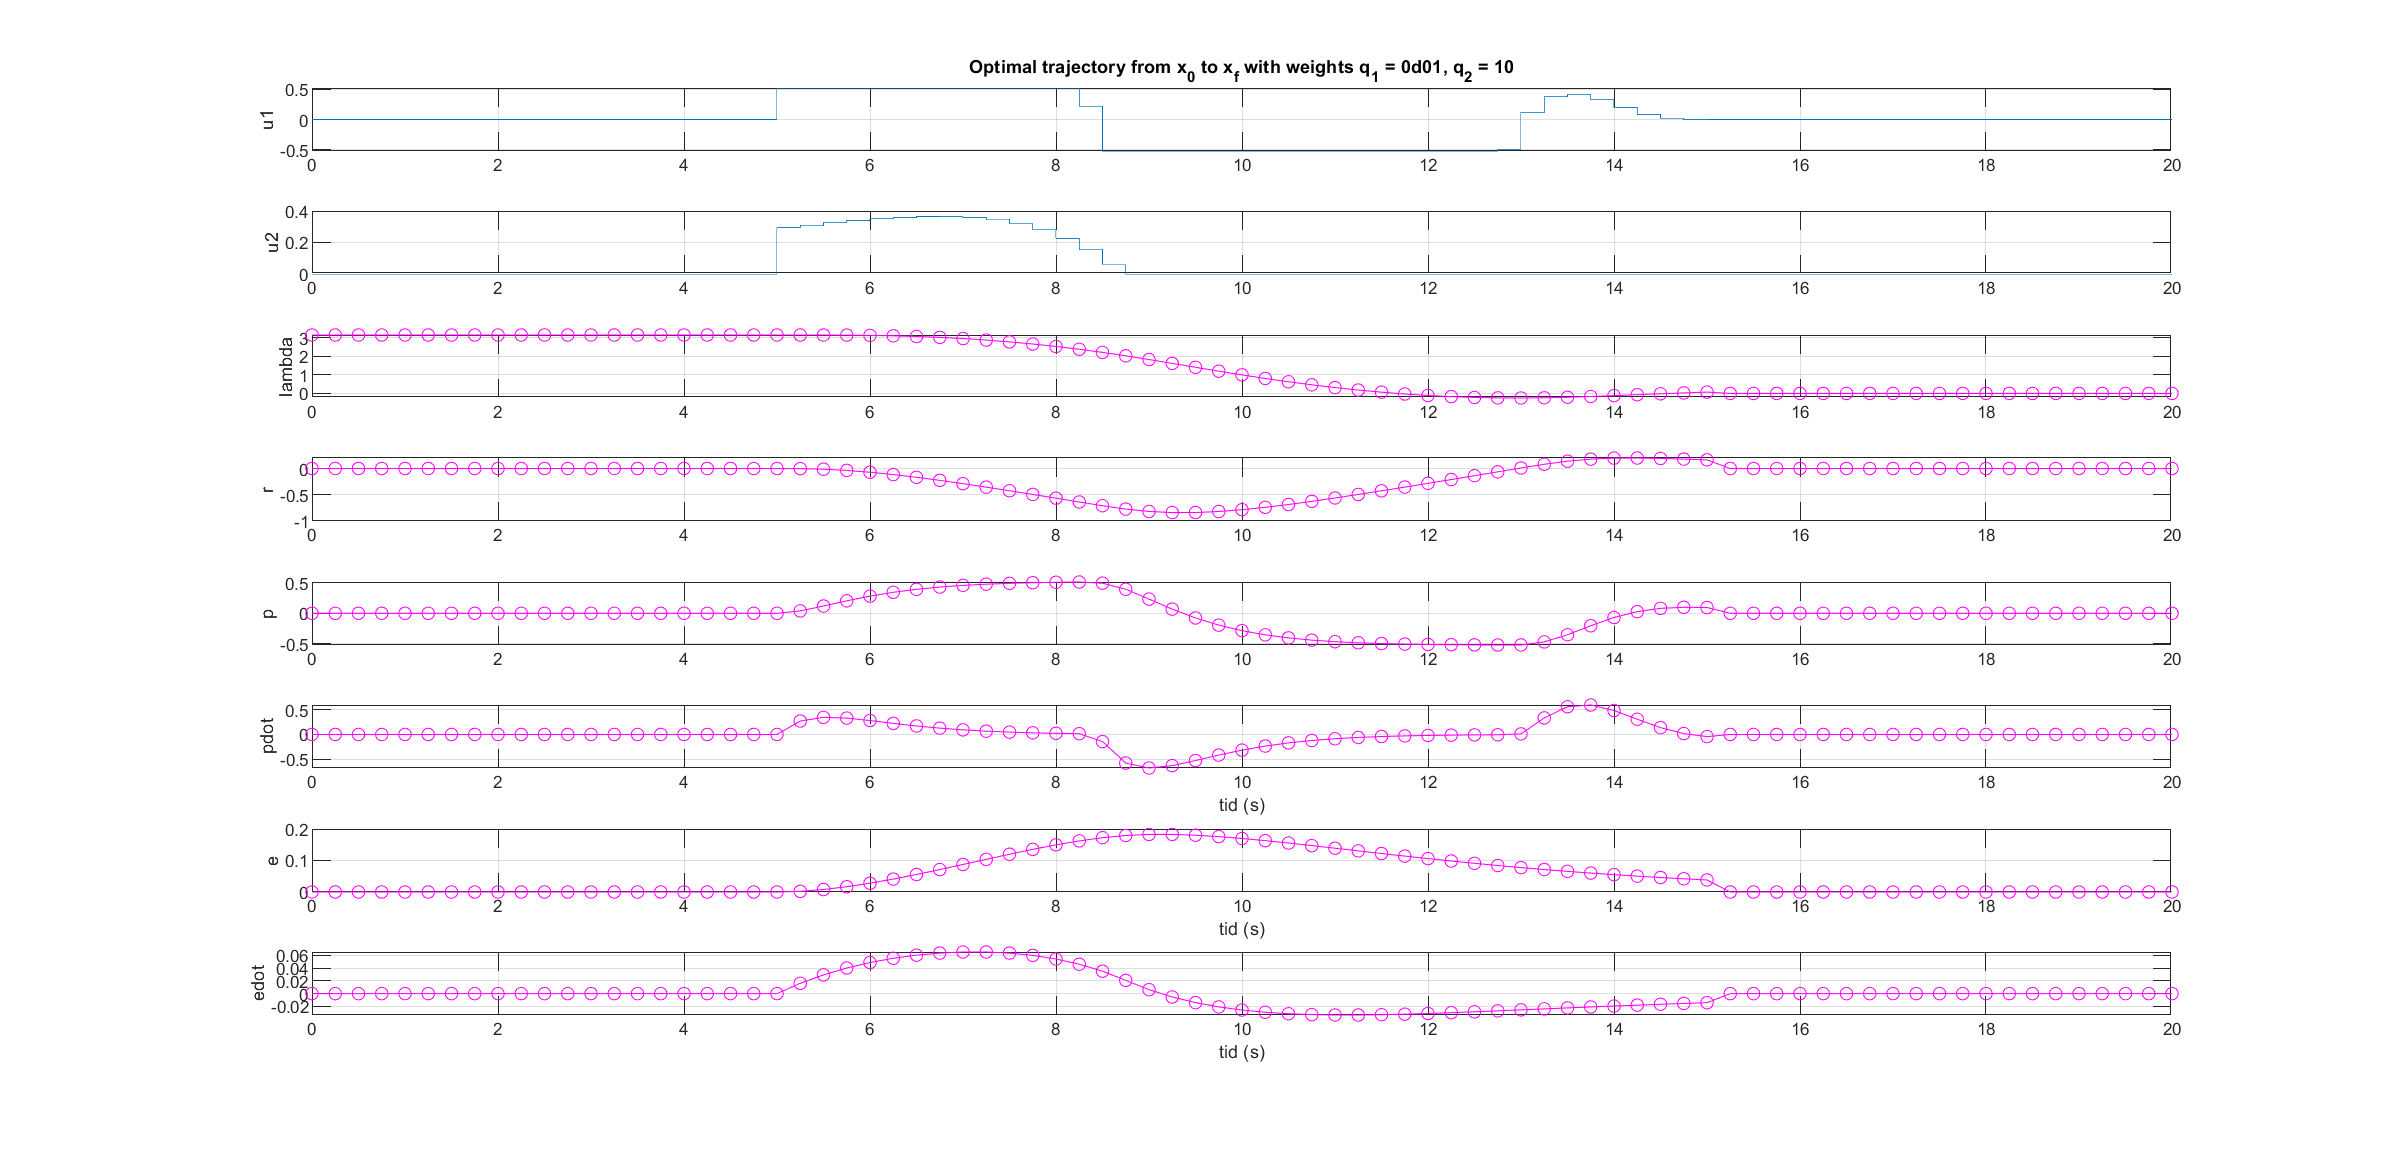 Optimal trajectory from x0 to xf with weights q1 = 0d01, q2 = 10
0.5
0
-0.5
u1
0 2 4 6 8 10 12 14 16 18 20
0.4
0.2
0
u2
0 2 4 6 8 10 12 14 16 18 20
3
2
1
0
lambda
0 2 4 6 8 10 12 14 16 18 20
0
-0.5
-1
r
0 2 4 6 8 10 12 14 16 18 20
0.5
0
-0.5
p
0 2 4 6 8 10 12 14 16 18 20
0.5
0
-0.5
pdot
0 2 4 6 8 10 12 14 16 18 20
tid (s)
0.2
0.1
0
e
0 2 4 6 8 10 12 14 16 18 20
tid (s)
0.06
0.04
0.02
0
-0.02
edot
0 2 4 6 8 10 12 14 16 18 20
tid (s)